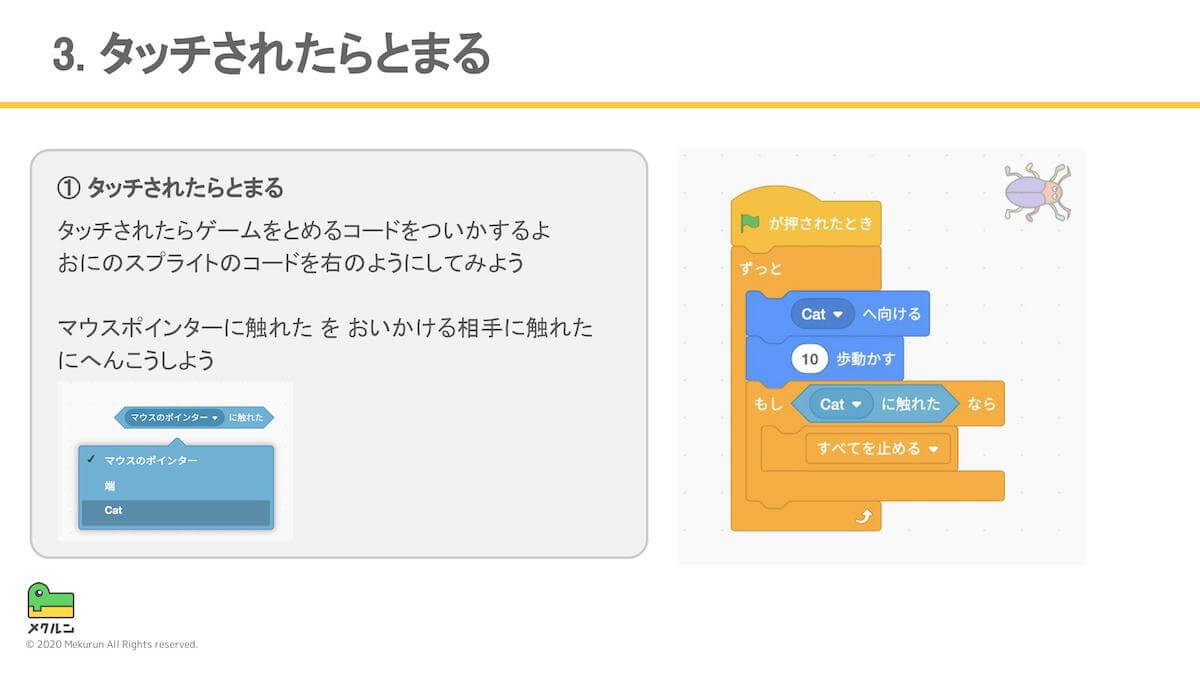 3. タッチされたらとまる
① タッチされたらとまる
タッチされたらゲームをとめるコードをついかするよ
おにのスプライトのコードを右のようにしてみよう
マウスポインターに触れた を おいかける相手に触れた
にへんこうしよう
マウスのポインター ▼ に触れた
✓ マウスのポインター
端
Cat
が押されたとき
ずっと
Cat ▼ へ向ける
10 歩動かす
もし Cat ▼ に触れた なら
すべてを止める ▼
メクルン
© 2020 Mekurun All Rights reserved.